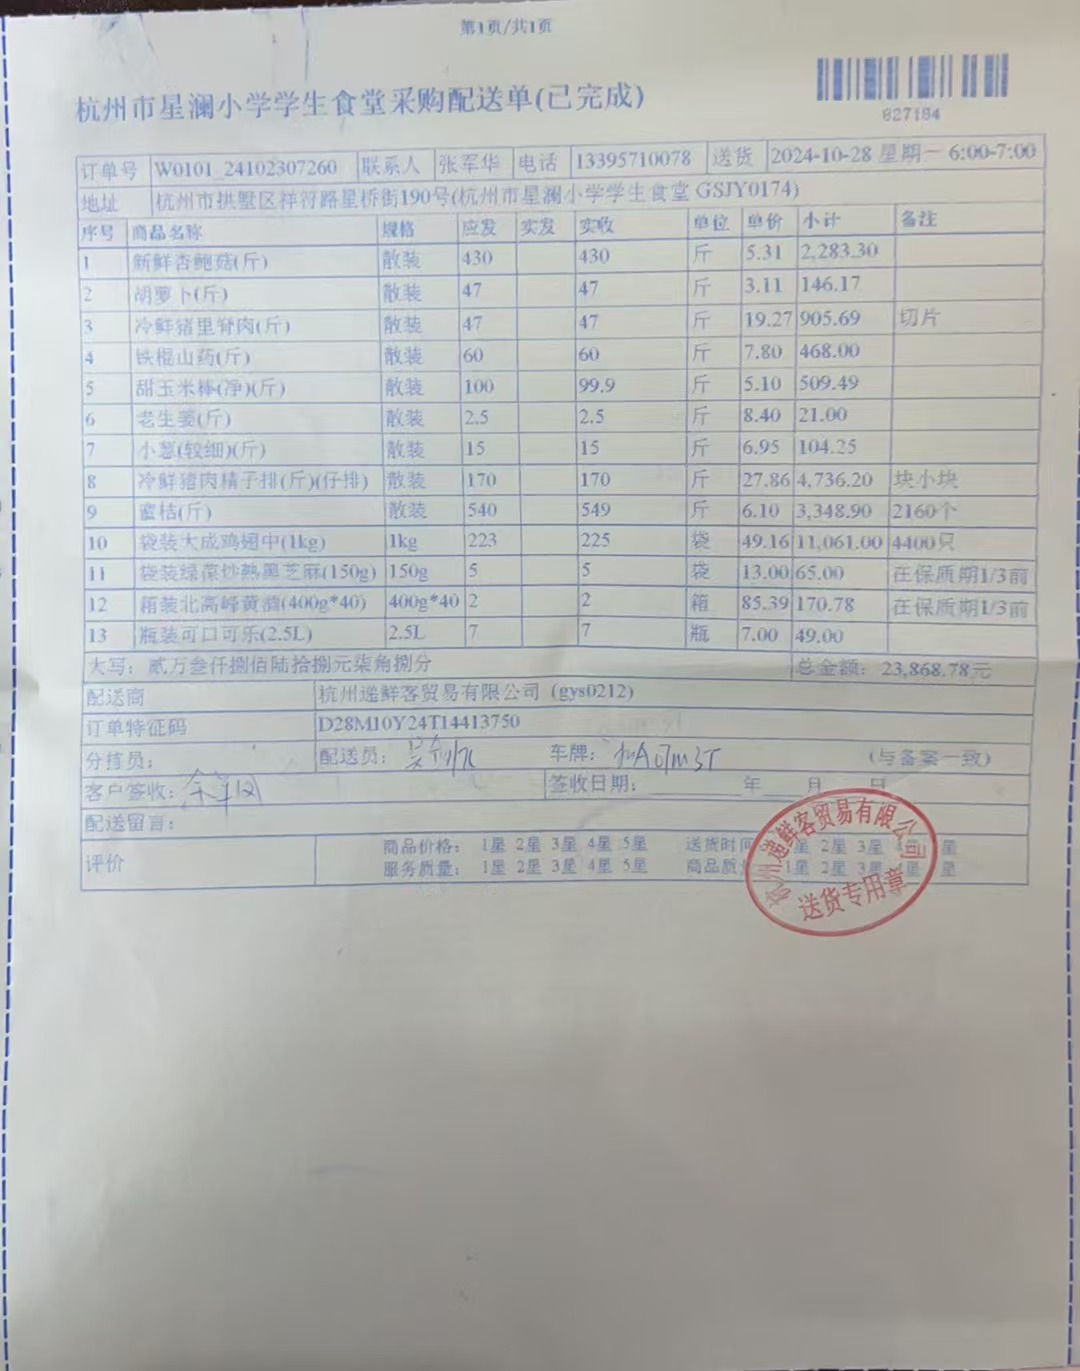 第1页/共1页
杭州市星澜小学学生食堂采购配送单(已完成)
827184
订单号 W0101_24102307260 联系人 张军华 电话 13395710078 送货 2024-10-28 星期一 6:00-7:00
地址 杭州市拱墅区祥符路星桥街190号(杭州市星澜小学学生食堂 GSJY0174)
序号 商品名称 规格 应发 实发 实收 单位 单价 小计 备注
1 新鲜杏鲍菇(斤) 散装 430 430 斤 5.31 2,283.30
2 胡萝卜(斤) 散装 47 47 斤 3.11 146.17
3 冷鲜猪里脊肉(斤) 散装 47 47 斤 19.27 905.69 切片
4 铁棍山药(斤) 散装 60 60 斤 7.80 468.00
5 甜玉米棒(净)(斤) 散装 100 99.9 斤 5.10 509.49
6 老生姜(斤) 散装 2.5 2.5 斤 8.40 21.00
7 小葱(较细)(斤) 散装 15 15 斤 6.95 104.25
8 冷鲜猪肉精子排(斤)(仔排) 散装 170 170 斤 27.86 4,736.20 块小块
9 蜜桔(斤) 散装 540 549 斤 6.10 3,348.90 2160个
10 袋装大成鸡翅中(1kg) 1kg 223 225 袋 49.16 11,061.00 4400只
11 袋装绿葆炒熟黑芝麻(150g) 150g 5 5 袋 13.00 65.00 在保质期1/3前
12 箱装北高峰黄酒(400g*40) 400g*40 2 2 箱 85.39 170.78 在保质期1/3前
13 瓶装可口可乐(2.5L) 2.5L 7 7 瓶 7.00 49.00
大写：贰万叁仟捌佰陆拾捌元柒角捌分 总金额：23,868.78元
配送商 杭州递鲜客贸易有限公司 (gys0212)
订单特征码 D28M10Y24T14413750
分拣员： 配送员： 车牌： (与备案一致)
客户签收： 签收日期：______年___月___日
配送留言：
评价 商品价格： 1星 2星 3星 4星 5星 送货时间 星 2星 3星 星 星
服务质量： 1星 2星 3星 4星 5星 商品质 1星 2星 3星 星 星
杭州递鲜客贸易有限公司
送货专用章